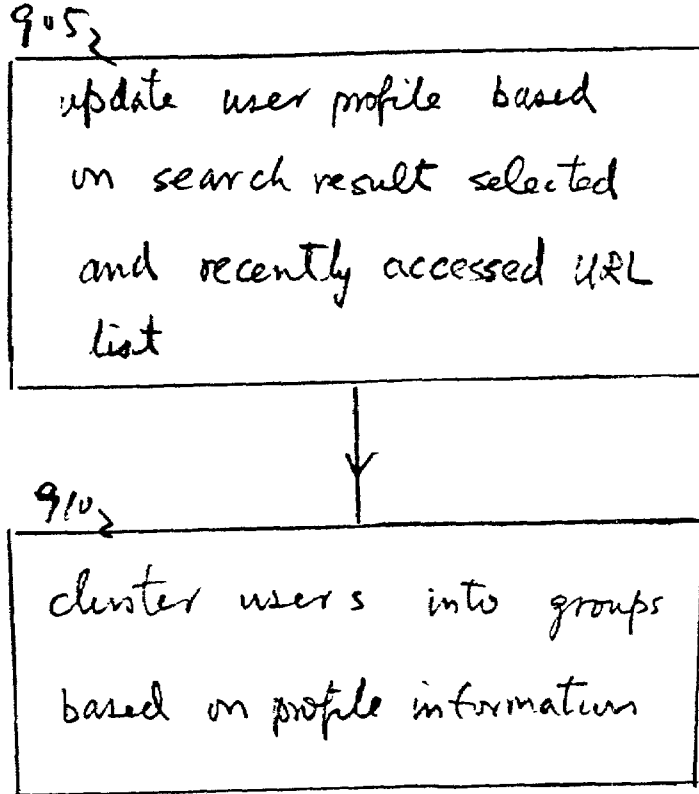 905
update user profile based
on search result selected
and recently accessed URL
list
910
cluster users into groups
based on profile information